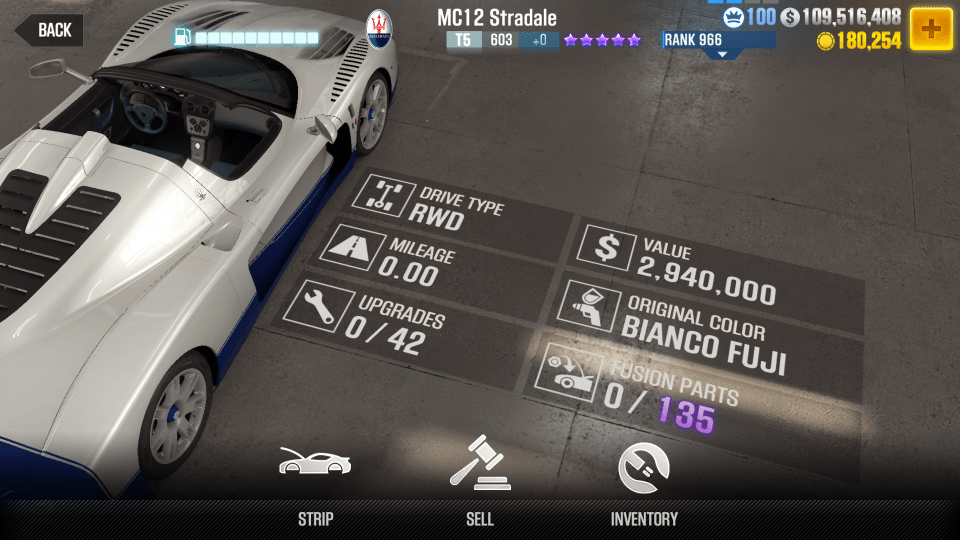 BACK
MC12 Stradale
T5 603 +0
100 $ 109,516,408
RANK 966
180,254
DRIVE TYPE
RWD
MILEAGE
0.00
UPGRADES
0 / 42
$ VALUE
2,940,000
ORIGINAL COLOR
BIANCO FUJI
FUSION PARTS
0 / 135
STRIP
SELL
INVENTORY